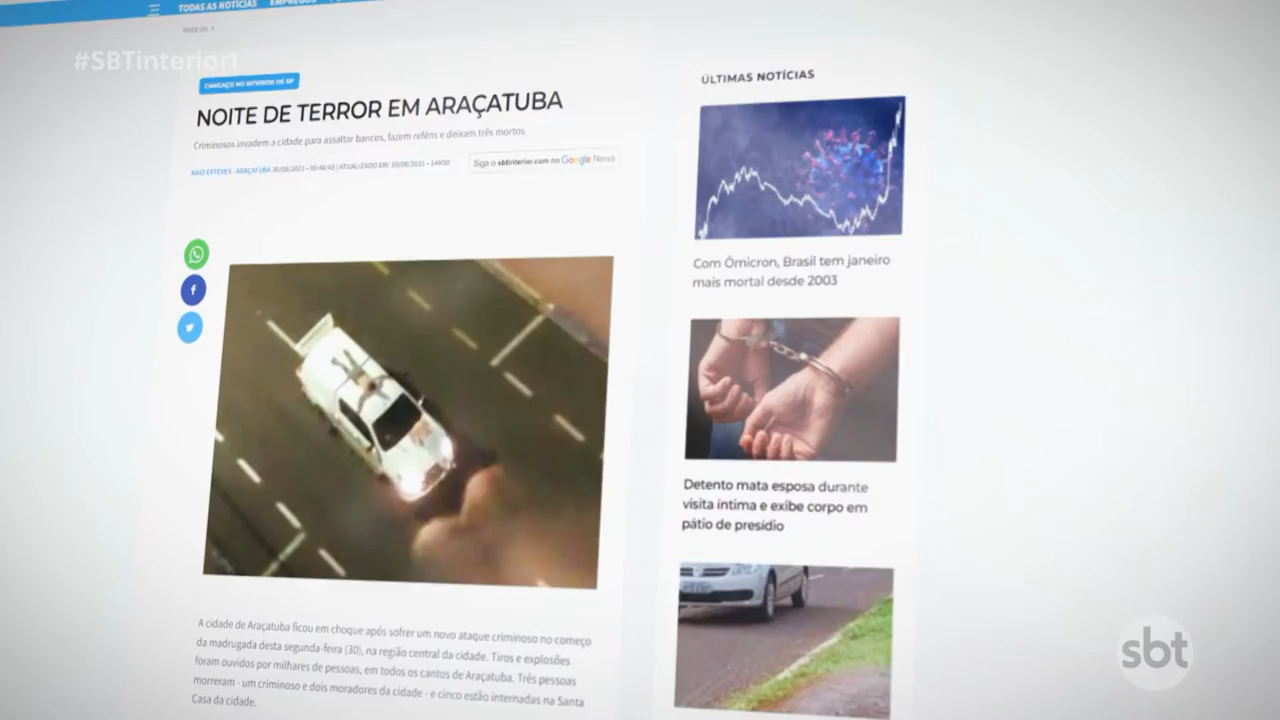 TODAS AS NOTÍCIAS EMPREGOS
#SBTinterior1
NOTÍCIAS
CANGAÇO NO INTERIOR DE SP
NOITE DE TERROR EM ARAÇATUBA
Criminosos invadem a cidade para assaltar bancos, fazem reféns e deixam três mortos
KAIO ESTEVES - ARAÇATUBA 30/08/2021 • 00:46:43 | ATUALIZADO EM: 30/08/2021 • 14H50
Siga o sbtinterior.com no Google News
A cidade de Araçatuba ficou em choque após sofrer um novo ataque criminoso no começo
da madrugada desta segunda-feira (30), na região central da cidade. Tiros e explosões
foram ouvidos por milhares de pessoas, em todos os cantos de Araçatuba. Três pessoas
morreram - um criminoso e dois moradores da cidade - e cinco estão internadas na Santa
Casa da cidade.
ÚLTIMAS NOTÍCIAS
Com Ômicron, Brasil tem janeiro
mais mortal desde 2003
Detento mata esposa durante
visita íntima e exibe corpo em
pátio de presídio
sbt